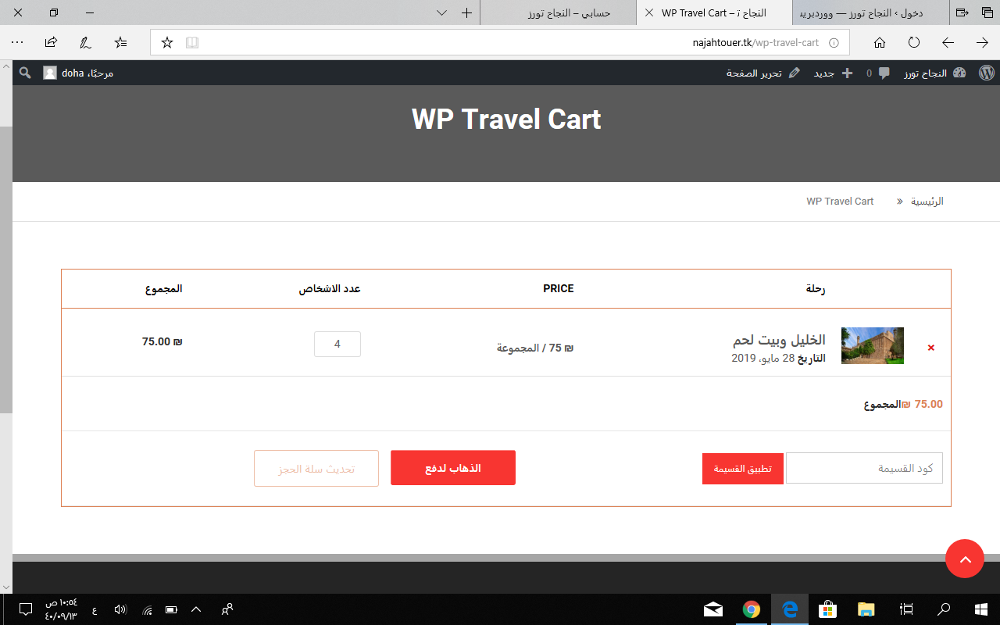 دخول ‹ النجاح تورز — ووردبريس
WP Travel Cart – النجاح ت
حسابي – النجاح تورز
najahtouer.tk/wp-travel-cart
النجاح تورز
0
جديد
تحرير الصفحة
مرحبًا، doha
WP Travel Cart
الرئيسية » WP Travel Cart
رحلة PRICE عدد الاشخاص المجموع
× الخليل وبيت لحم ₪ 75 / المجموعة 4 ₪ 75.00
التاريخ 28 مايو، 2019
75.00 ₪المجموع
كود القسيمة تطبيق القسيمة الذهاب لدفع تحديث سلة الحجز
ع
١٠:٥٤ ص
٤٠/٠٩/١٣